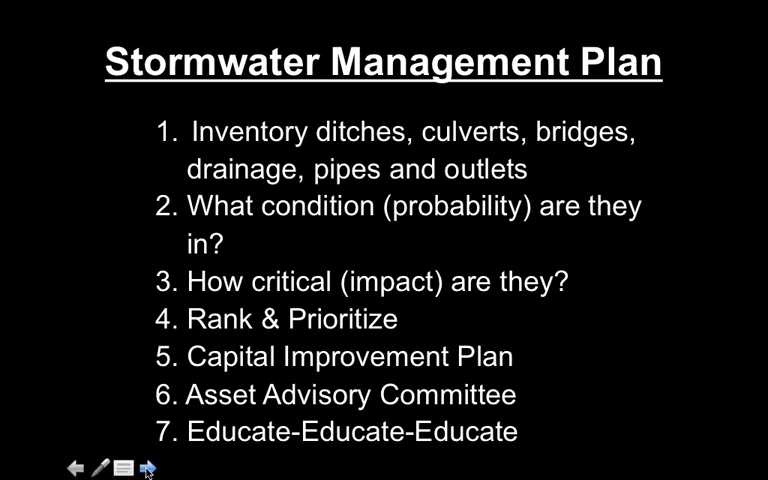 Stormwater Management Plan
1. Inventory ditches, culverts, bridges,
drainage, pipes and outlets
2. What condition (probability) are they
in?
3. How critical (impact) are they?
4. Rank & Prioritize
5. Capital Improvement Plan
6. Asset Advisory Committee
7. Educate-Educate-Educate